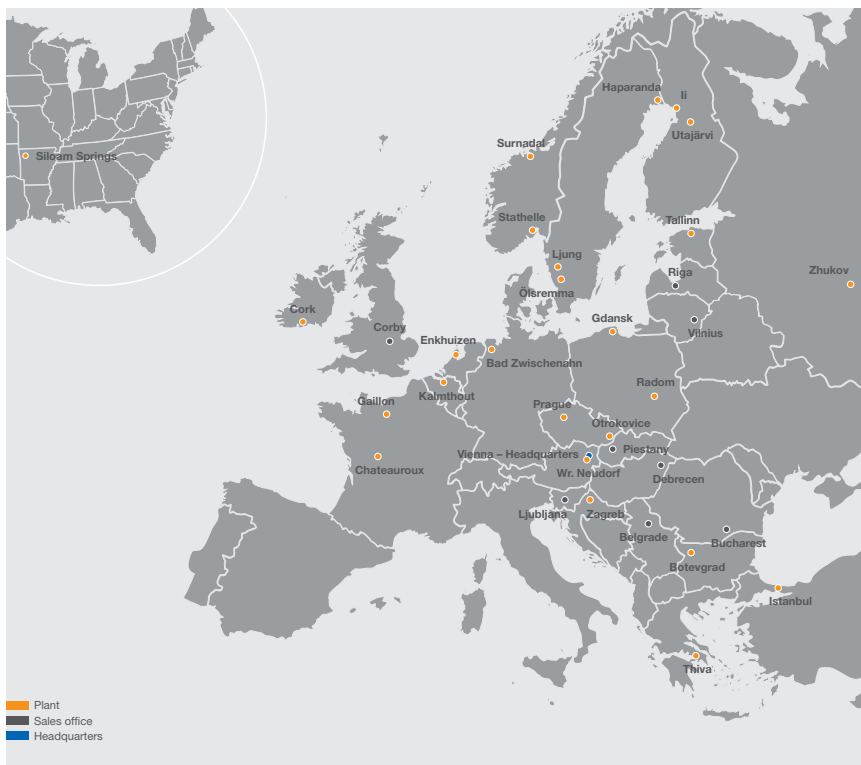 Haparanda
Ii
Utajärvi
Surnadal
Siloam Springs
Stathelle
Tallinn
Ljung
Riga
Zhukov
Ölsremma
Cork
Gdansk
Corby
Vilnius
Enkhuizen
Bad Zwischenahn
Radom
Kalmthout
Gaillon
Prague
Otrokovice
Piestany
Vienna – Headquarters
Chateauroux
Wr. Neudorf
Debrecen
Ljubljana
Zagreb
Belgrade
Bucharest
Botevgrad
Istanbul
Thiva
Plant
Sales office
Headquarters